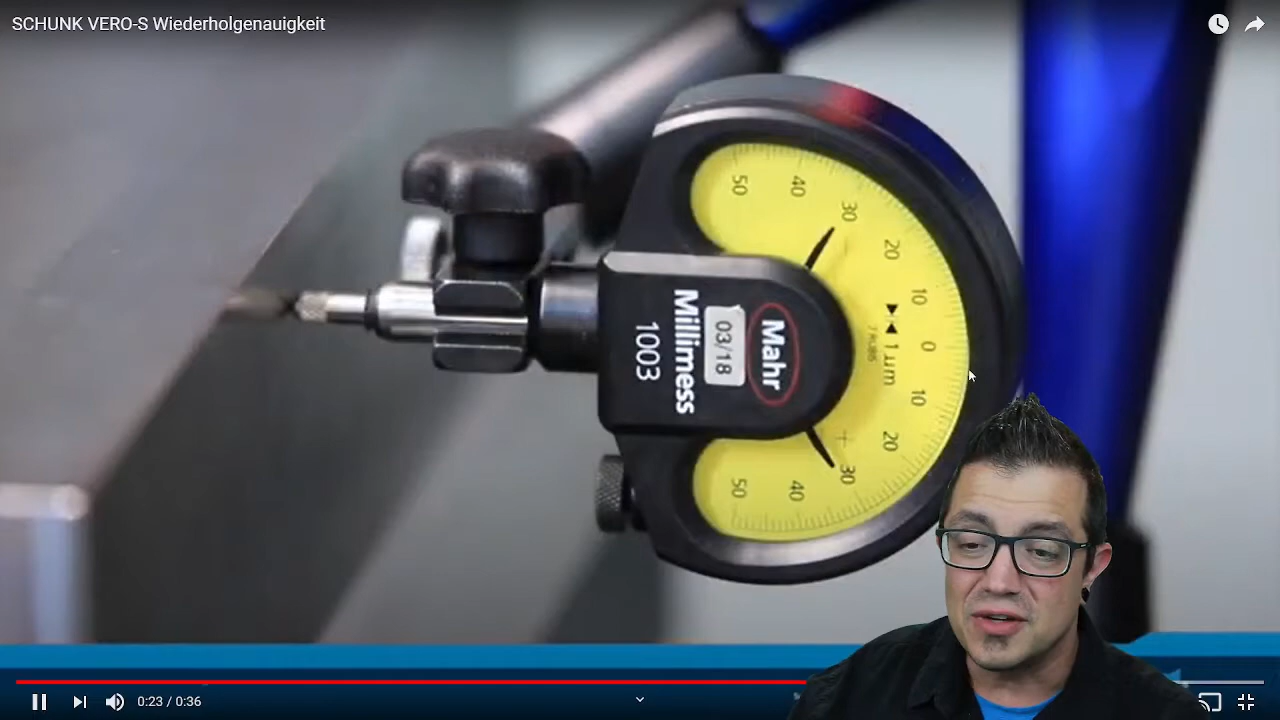 SCHUNK VERO-S Wiederholgenauigkeit
50
40
30
20
10
0
10
20
30
40
50
1 µm
Mahr
03/18
Millimess
1003
0:23 / 0:36